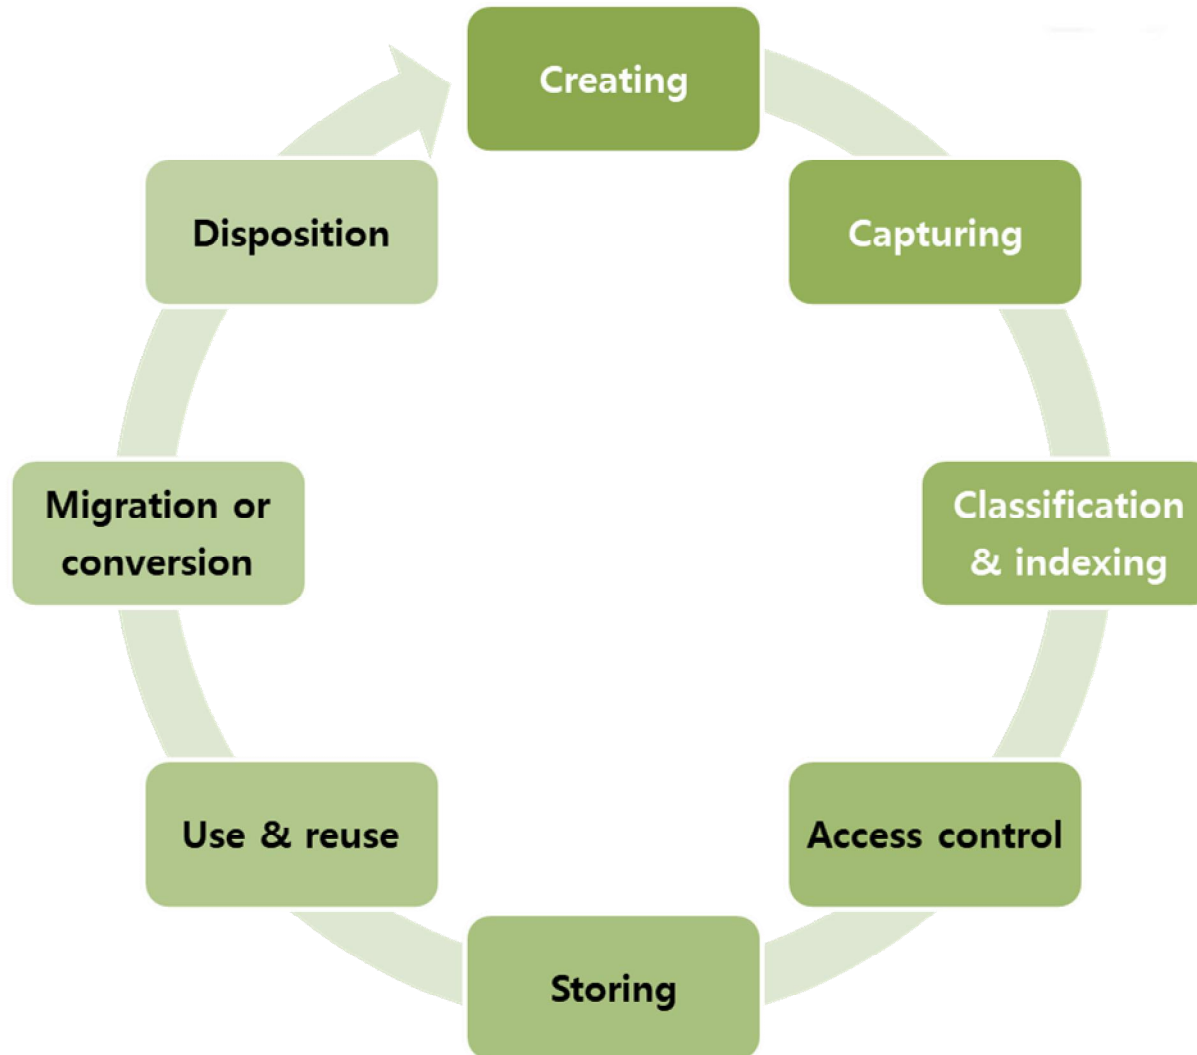 Creating
Capturing
Classification
& indexing
Access control
Storing
Use & reuse
Migration or
conversion
Disposition